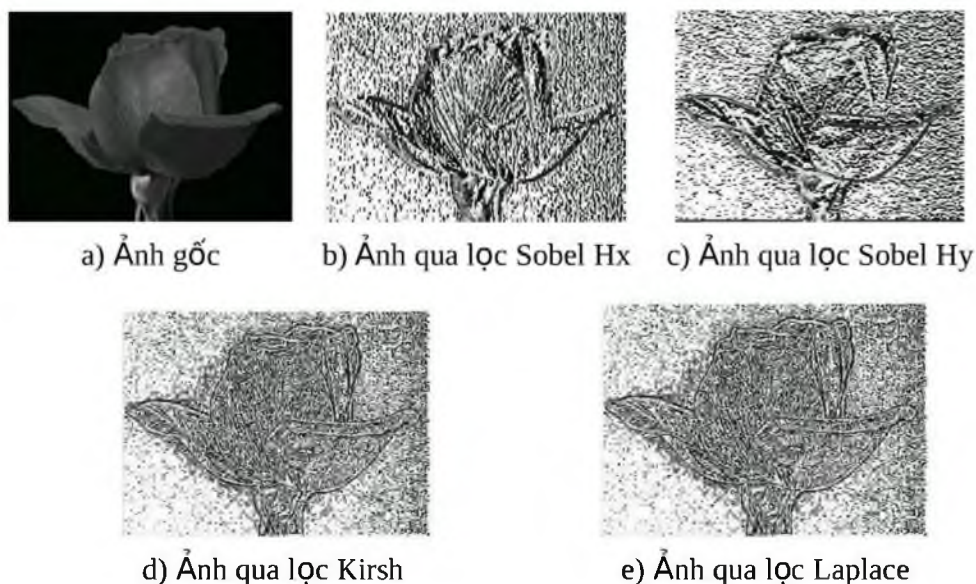 a) Ảnh gốc
b) Ảnh qua lọc Sobel Hx
c) Ảnh qua lọc Sobel Hy
d) Ảnh qua lọc Kirsh
e) Ảnh qua lọc Laplace